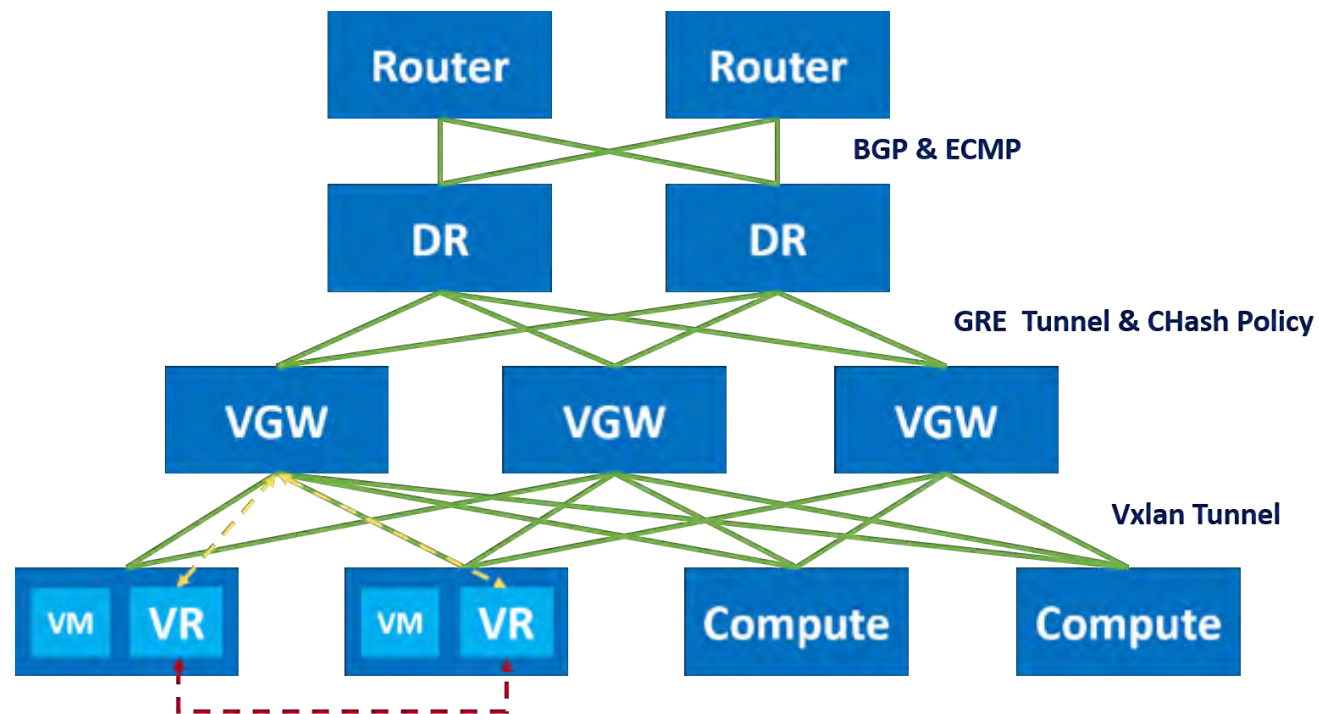 Router
Router
BGP & ECMP
DR
DR
GRE Tunnel & CHash Policy
VGW
VGW
VGW
Vxlan Tunnel
VM
VR
VM
VR
Compute
Compute